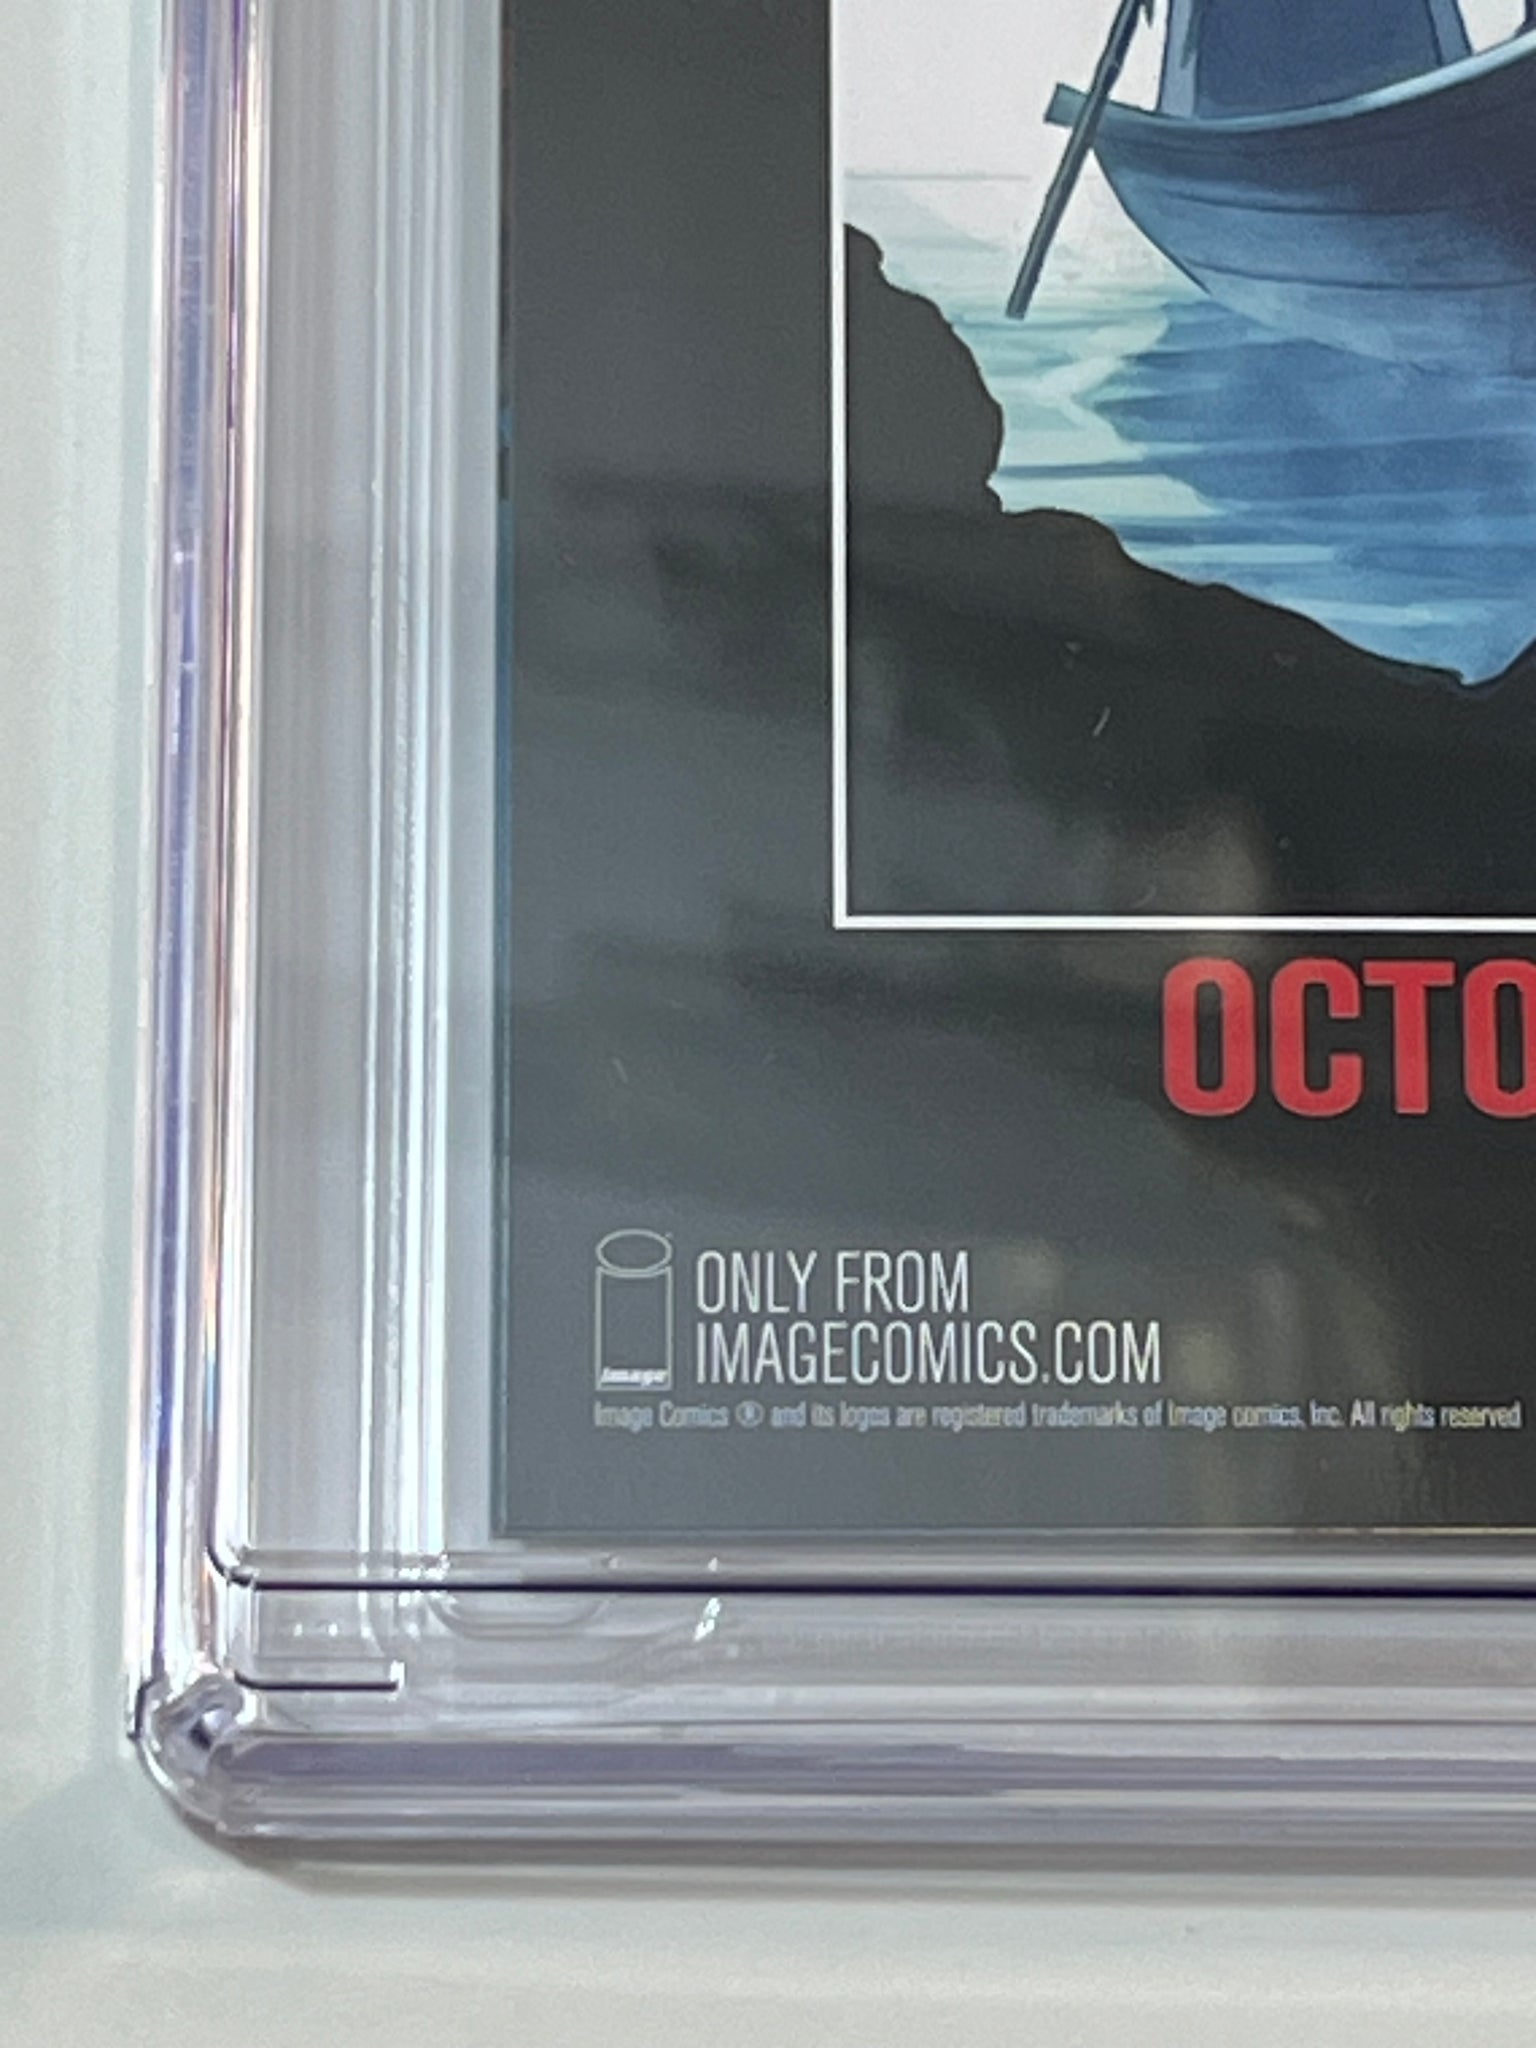 OCTO
ONLY FROM
IMAGECOMICS.COM
image
Image Comics ® and its logos are registered trademarks of Image comics, Inc. All rights reserved